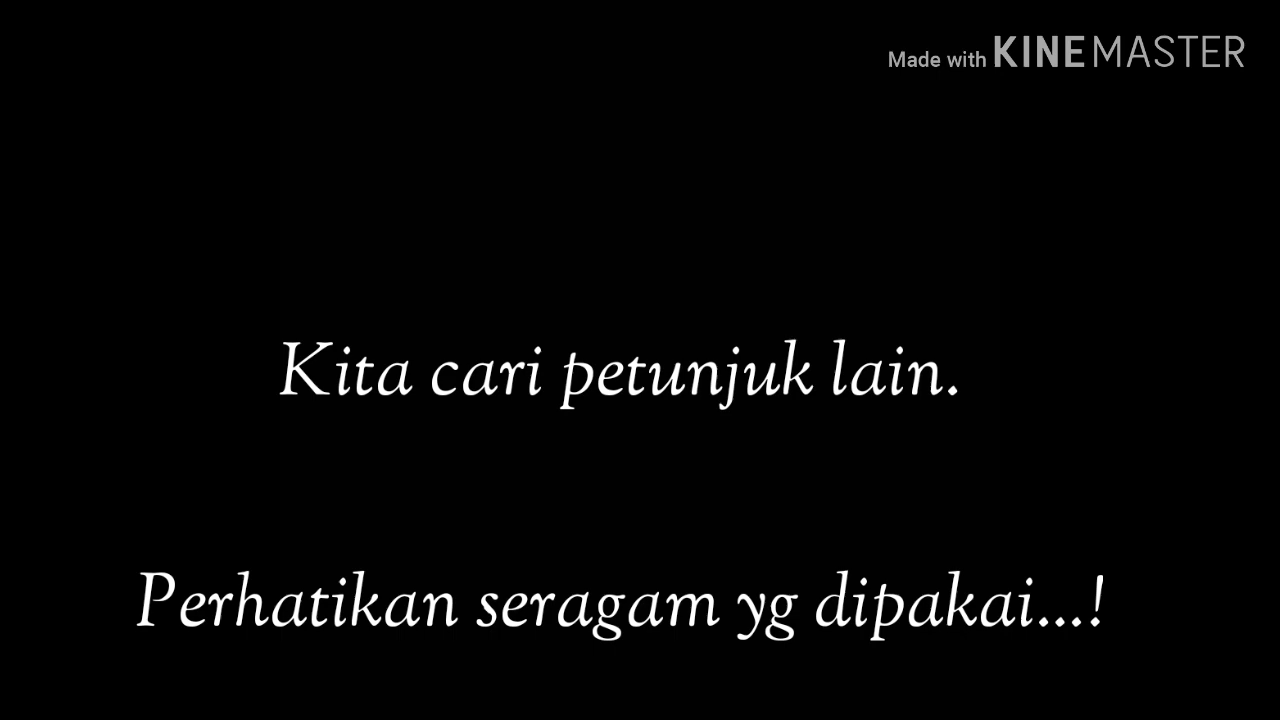 Made with KINEMASTER
Kita cari petunjuk lain.
Perhatikan seragam yg dipakai...!